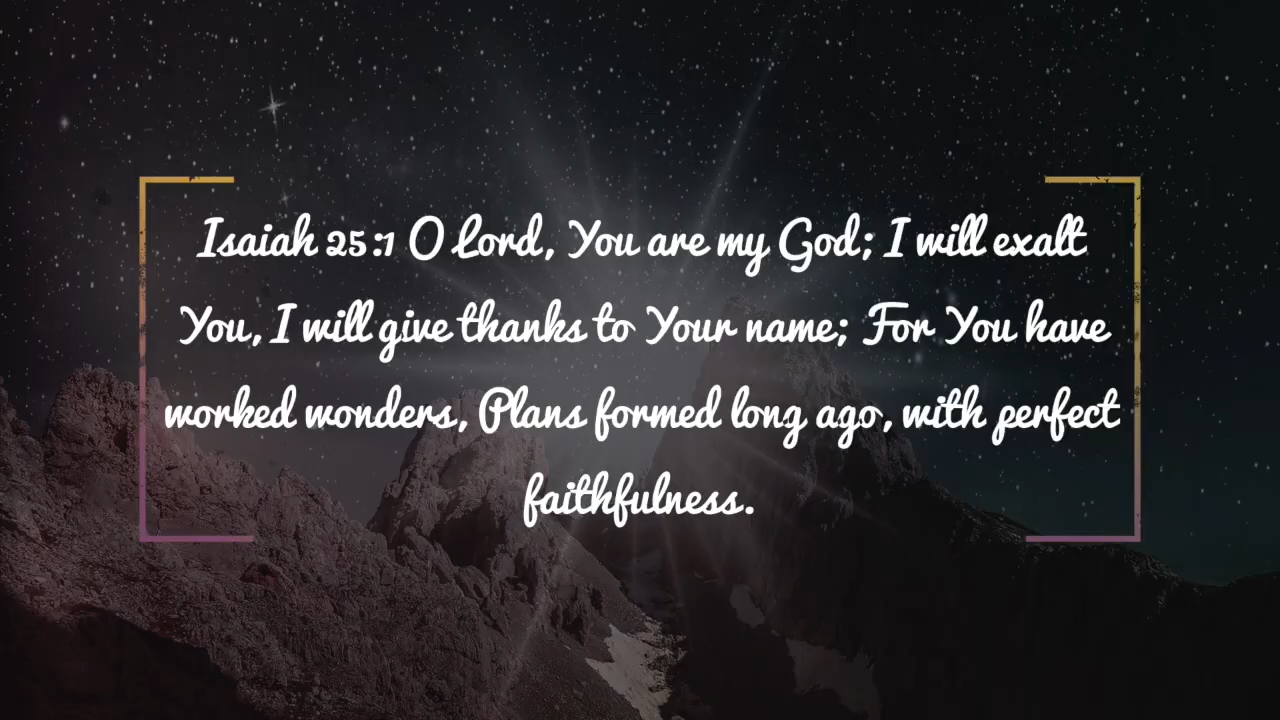 Isaiah 25:1 O Lord, You are my God; I will exalt
You, I will give thanks to Your name; For You have
worked wonders, Plans formed long ago, with perfect
faithfulness.